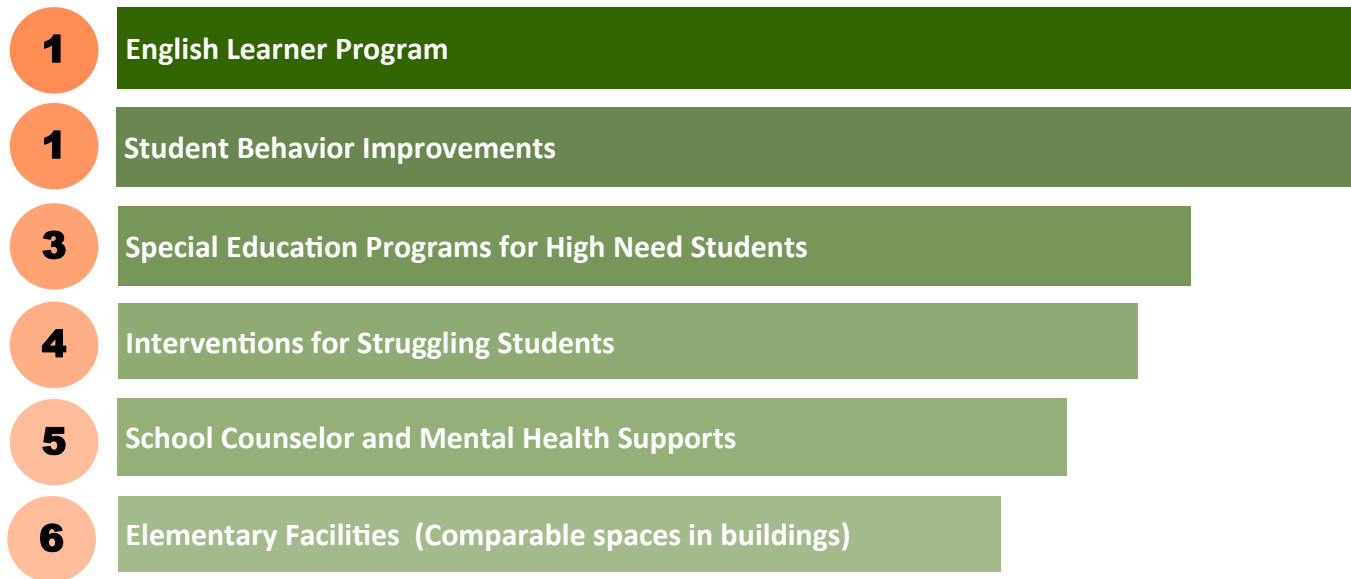 1 English Learner Program
1 Student Behavior Improvements
3 Special Education Programs for High Need Students
4 Interventions for Struggling Students
5 School Counselor and Mental Health Supports
6 Elementary Facilities  (Comparable spaces in buildings)